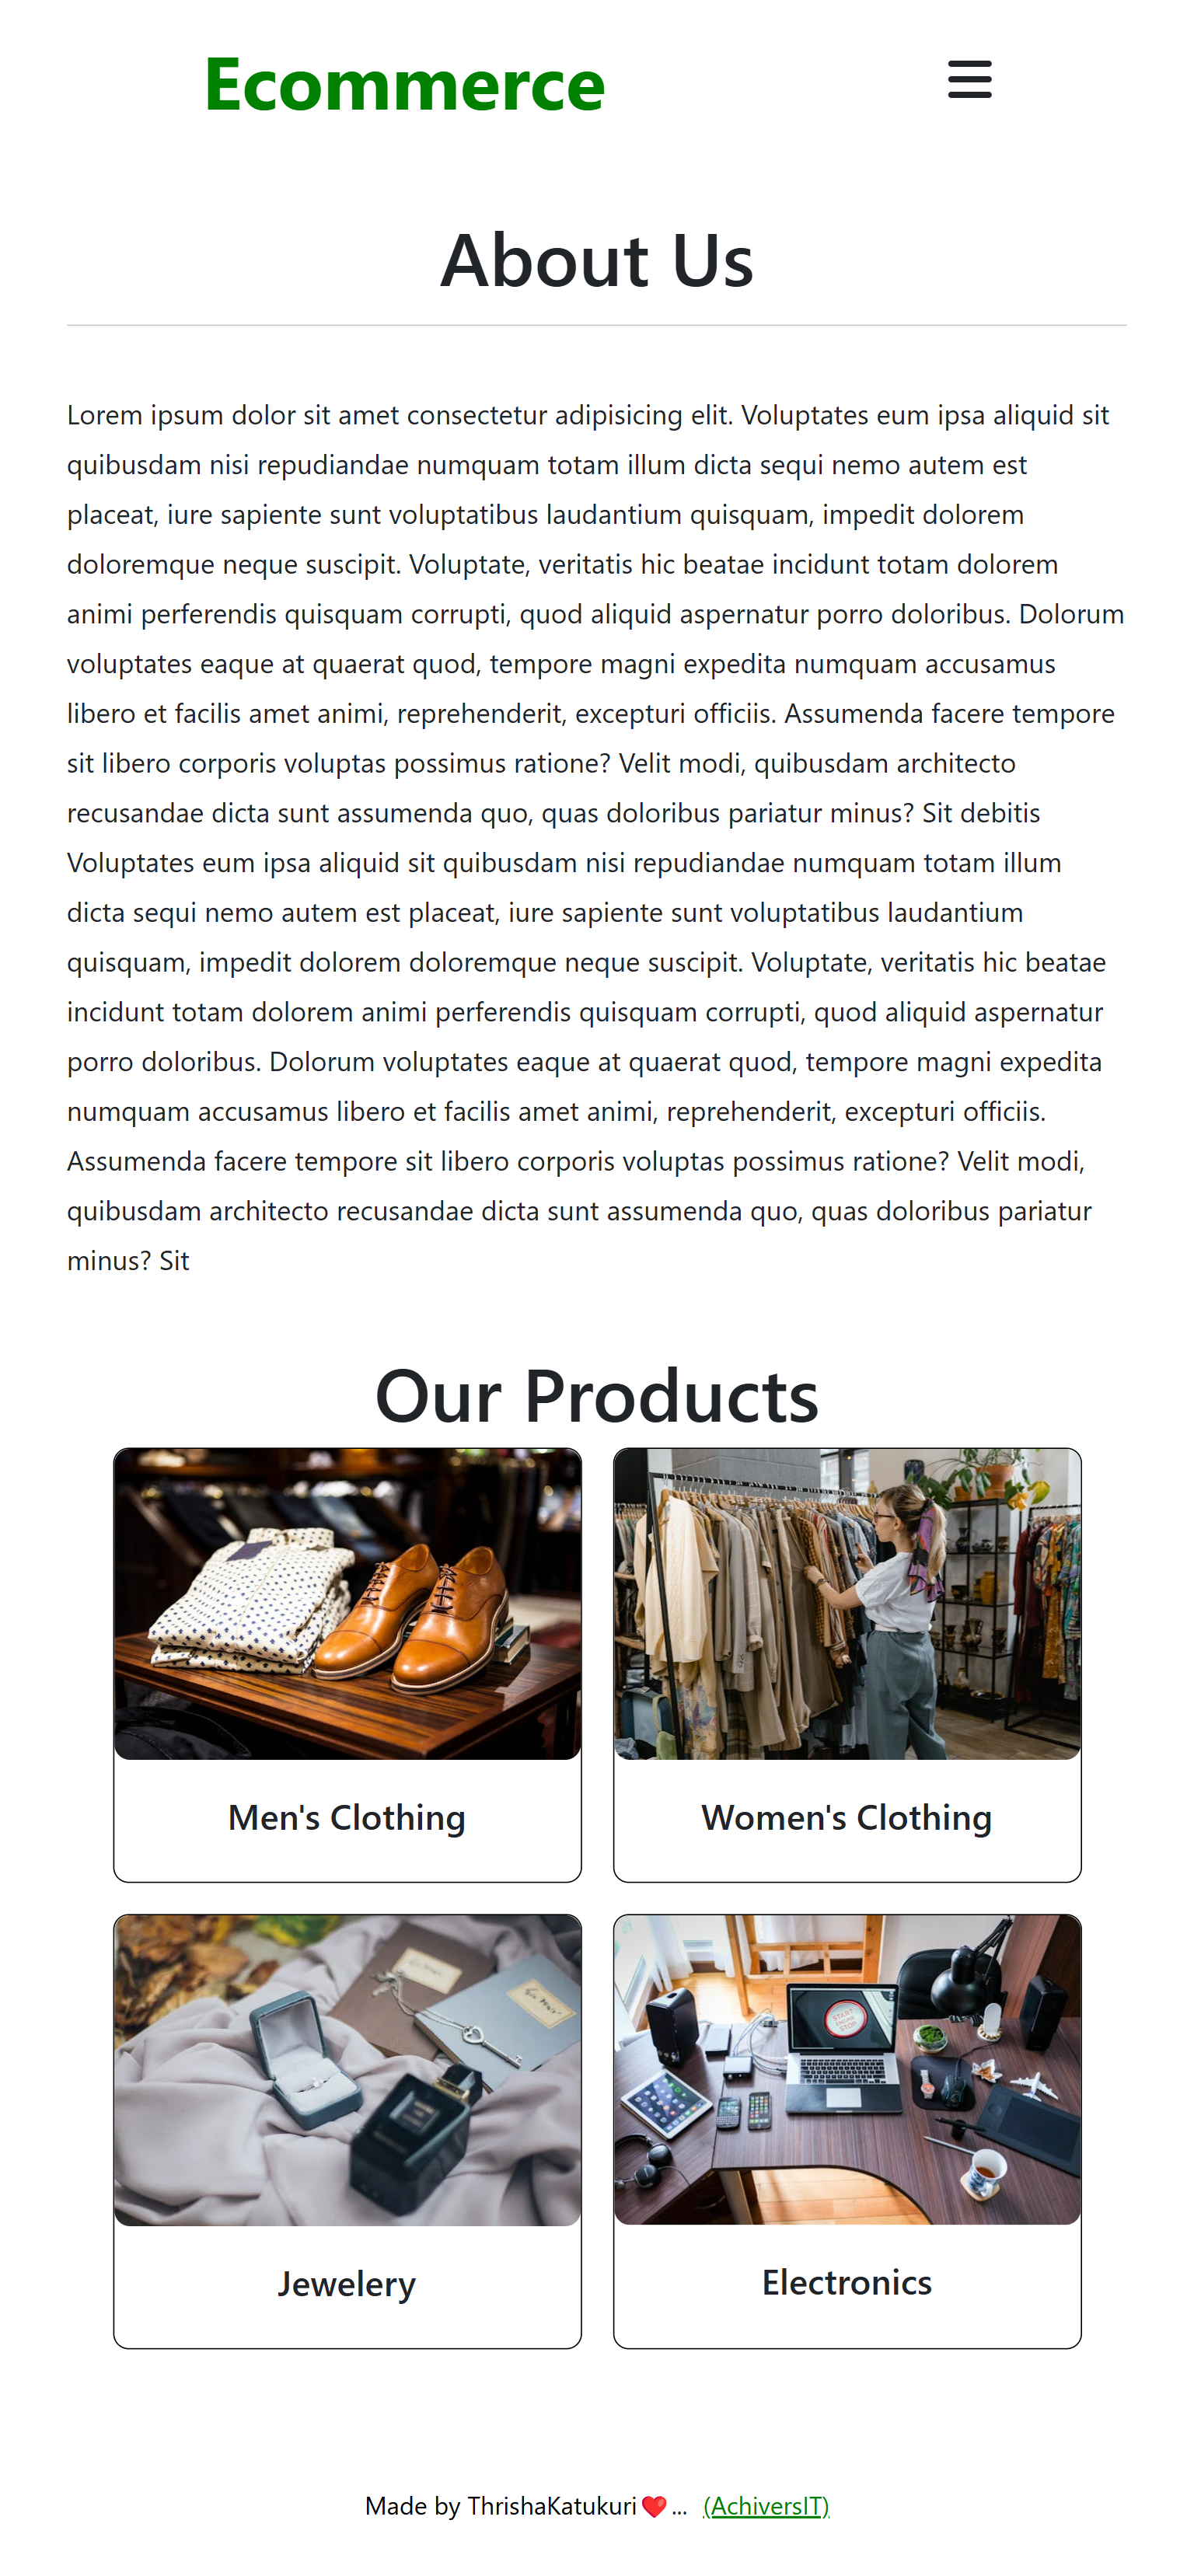 Ecommerce
About Us
Lorem ipsum dolor sit amet consectetur adipisicing elit. Voluptates eum ipsa aliquid sit
quibusdam nisi repudiandae numquam totam illum dicta sequi nemo autem est
placeat, iure sapiente sunt voluptatibus laudantium quisquam, impedit dolorem
doloremque neque suscipit. Voluptate, veritatis hic beatae incidunt totam dolorem
animi perferendis quisquam corrupti, quod aliquid aspernatur porro doloribus. Dolorum
voluptates eaque at quaerat quod, tempore magni expedita numquam accusamus
libero et facilis amet animi, reprehenderit, excepturi officiis. Assumenda facere tempore
sit libero corporis voluptas possimus ratione? Velit modi, quibusdam architecto
recusandae dicta sunt assumenda quo, quas doloribus pariatur minus? Sit debitis
Voluptates eum ipsa aliquid sit quibusdam nisi repudiandae numquam totam illum
dicta sequi nemo autem est placeat, iure sapiente sunt voluptatibus laudantium
quisquam, impedit dolorem doloremque neque suscipit. Voluptate, veritatis hic beatae
incidunt totam dolorem animi perferendis quisquam corrupti, quod aliquid aspernatur
porro doloribus. Dolorum voluptates eaque at quaerat quod, tempore magni expedita
numquam accusamus libero et facilis amet animi, reprehenderit, excepturi officiis.
Assumenda facere tempore sit libero corporis voluptas possimus ratione? Velit modi,
quibusdam architecto recusandae dicta sunt assumenda quo, quas doloribus pariatur
minus? Sit
Our Products
Men's Clothing
Women's Clothing
START
ENGINE
STOP
Jewelery
Electronics
Made by ThrishaKatukuri❤️... (AchiversIT)